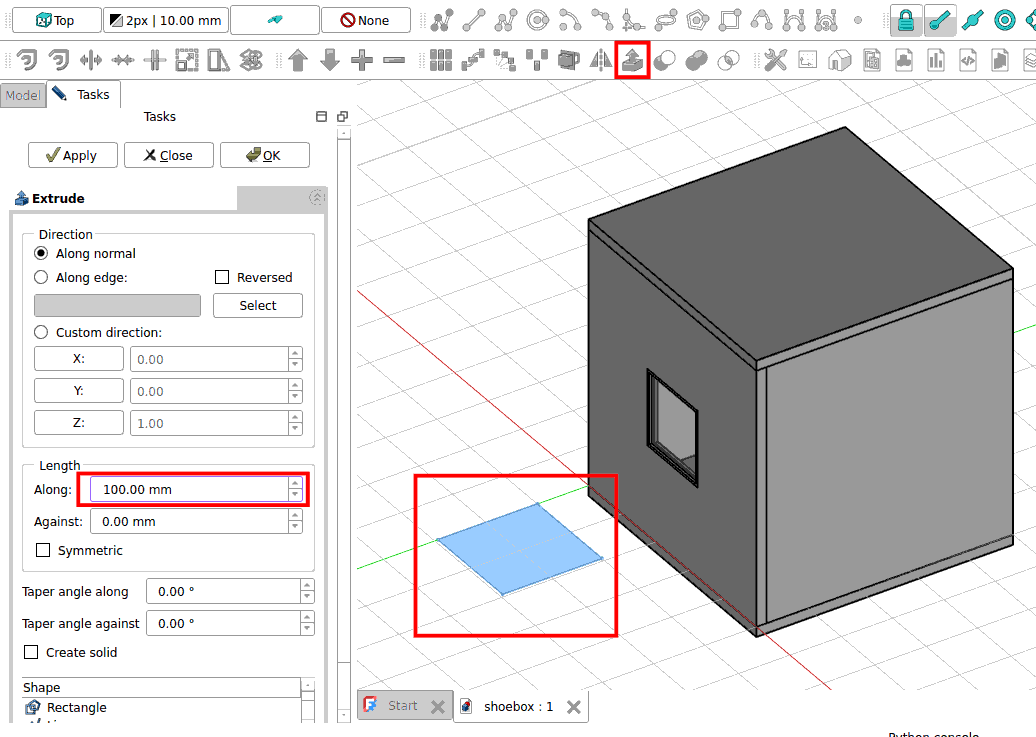 Top
2px | 10.00 mm
None
Model
Tasks
Tasks
Apply
Close
OK
Extrude
Direction
Along normal
Along edge:
Reversed
Select
Custom direction:
X:
0.00
Y:
0.00
Z:
1.00
Length
Along:
100.00 mm
Against:
0.00 mm
Symmetric
Taper angle along
0.00 °
Taper angle against
0.00 °
Create solid
Shape
Rectangle
Start
shoebox : 1
Python console